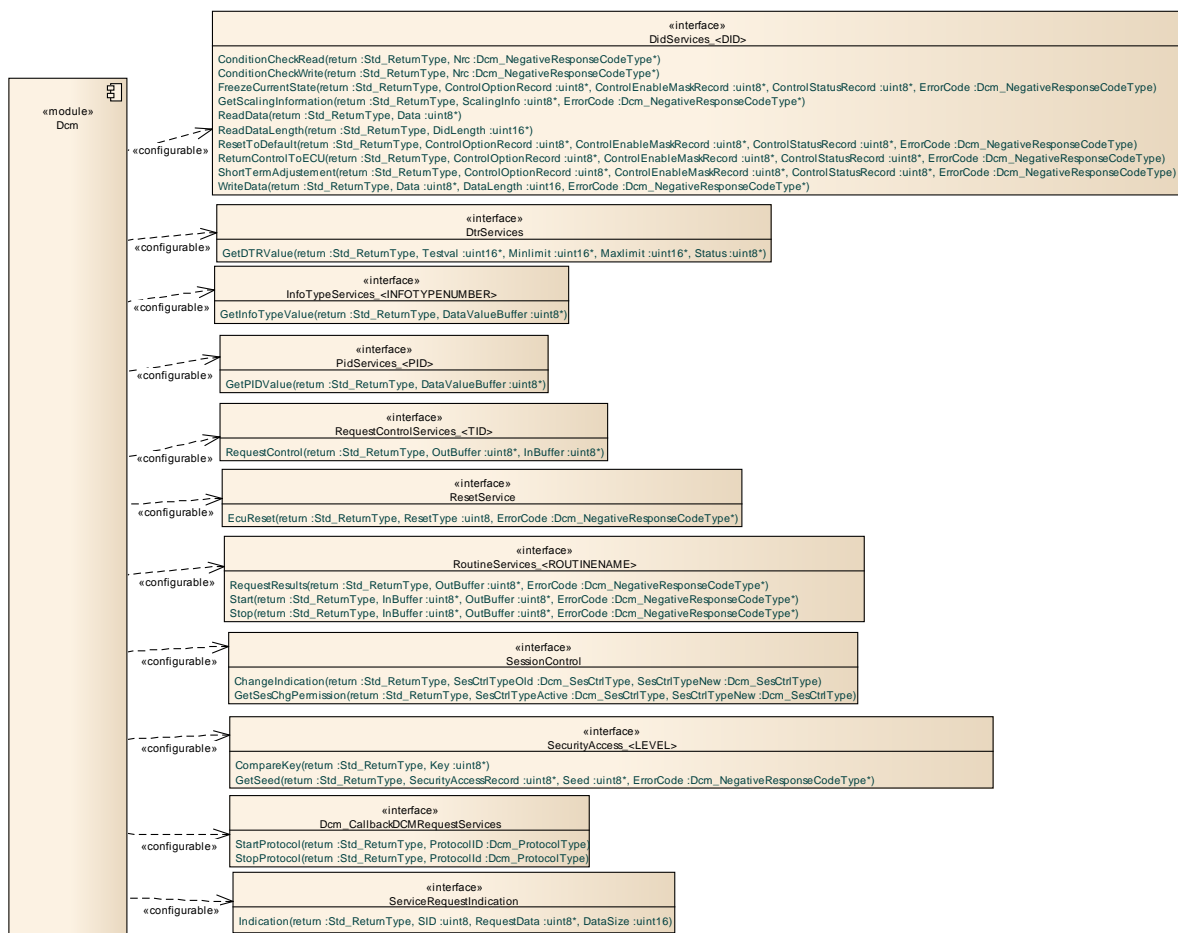 «module»
Dcm
«interface»
DidServices_<DID>
ConditionCheckRead(return :Std_ReturnType, Nrc :Dcm_NegativeResponseCodeType*)
ConditionCheckWrite(return :Std_ReturnType, Nrc :Dcm_NegativeResponseCodeType*)
FreezeCurrentState(return :Std_ReturnType, ControlOptionRecord :uint8*, ControlEnableMaskRecord :uint8*, ControlStatusRecord :uint8*, ErrorCode :Dcm_NegativeResponseCodeType)
GetScalingInformation(return :Std_ReturnType, ScalingInfo :uint8*, ErrorCode :Dcm_NegativeResponseCodeType*)
ReadData(return :Std_ReturnType, Data :uint8*)
ReadDataLength(return :Std_ReturnType, DidLength :uint16*)
ResetToDefault(return :Std_ReturnType, ControlOptionRecord :uint8*, ControlEnableMaskRecord :uint8*, ControlStatusRecord :uint8*, ErrorCode :Dcm_NegativeResponseCodeType)
ReturnControlToECU(return :Std_ReturnType, ControlOptionRecord :uint8*, ControlEnableMaskRecord :uint8*, ControlStatusRecord :uint8*, ErrorCode :Dcm_NegativeResponseCodeType)
ShortTermAdjustement(return :Std_ReturnType, ControlOptionRecord :uint8*, ControlEnableMaskRecord :uint8*, ControlStatusRecord :uint8*, ErrorCode :Dcm_NegativeResponseCodeType)
WriteData(return :Std_ReturnType, Data :uint8*, DataLength :uint16, ErrorCode :Dcm_NegativeResponseCodeType*)
«configurable»
«interface»
DtrServices
GetDTRValue(return :Std_ReturnType, Testval :uint16*, Minlimit :uint16*, Maxlimit :uint16*, Status :uint8*)
«configurable»
«interface»
InfoTypeServices_<INFOTYPENUMBER>
GetInfoTypeValue(return :Std_ReturnType, DataValueBuffer :uint8*)
«configurable»
«interface»
PidServices_<PID>
GetPIDValue(return :Std_ReturnType, DataValueBuffer :uint8*)
«configurable»
«interface»
RequestControlServices_<TID>
RequestControl(return :Std_ReturnType, OutBuffer :uint8*, InBuffer :uint8*)
«configurable»
«interface»
ResetService
EcuReset(return :Std_ReturnType, ResetType :uint8, ErrorCode :Dcm_NegativeResponseCodeType*)
«configurable»
«interface»
RoutineServices_<ROUTINENAME>
RequestResults(return :Std_ReturnType, OutBuffer :uint8*, ErrorCode :Dcm_NegativeResponseCodeType*)
Start(return :Std_ReturnType, InBuffer :uint8*, OutBuffer :uint8*, ErrorCode :Dcm_NegativeResponseCodeType*)
Stop(return :Std_ReturnType, InBuffer :uint8*, OutBuffer :uint8*, ErrorCode :Dcm_NegativeResponseCodeType*)
«configurable»
«interface»
SessionControl
ChangeIndication(return :Std_ReturnType, SesCtrlTypeOld :Dcm_SesCtrlType, SesCtrlTypeNew :Dcm_SesCtrlType)
GetSesChgPermission(return :Std_ReturnType, SesCtrlTypeActive :Dcm_SesCtrlType, SesCtrlTypeNew :Dcm_SesCtrlType)
«configurable»
«interface»
SecurityAccess_<LEVEL>
CompareKey(return :Std_ReturnType, Key :uint8*)
GetSeed(return :Std_ReturnType, SecurityAccessRecord :uint8*, Seed :uint8*, ErrorCode :Dcm_NegativeResponseCodeType*)
«configurable»
«interface»
Dcm_CallbackDCMRequestServices
StartProtocol(return :Std_ReturnType, ProtocolID :Dcm_ProtocolType)
StopProtocol(return :Std_ReturnType, ProtocolId :Dcm_ProtocolType)
«configurable»
«interface»
ServiceRequestIndication
Indication(return :Std_ReturnType, SID :uint8, RequestData :uint8*, DataSize :uint16)
«configurable»